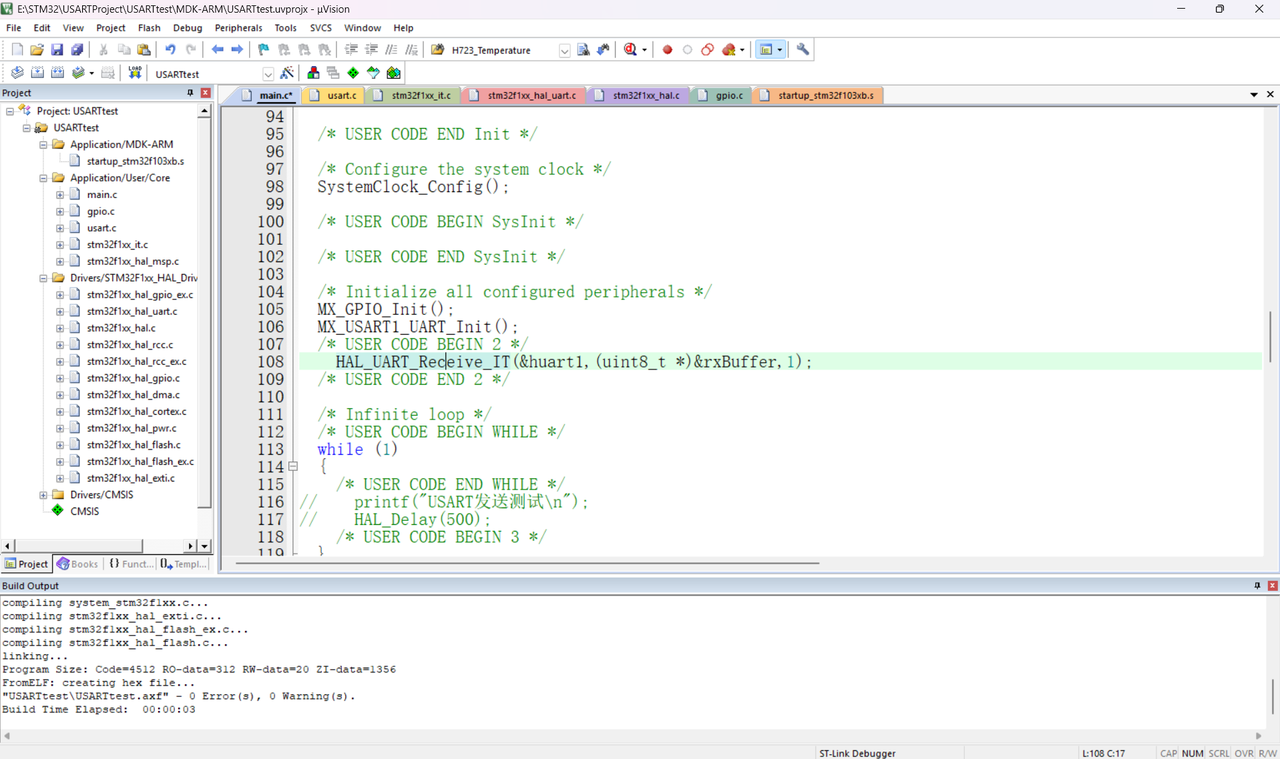 E:\STM32\USARTProject\USARTtest\MDK-ARM\USARTtest.uvprojx - µVision
File Edit View Project Flash Debug Peripherals Tools SVCS Window Help
H723_Temperature
LOAD USARTtest
Project
Project: USARTtest
USARTtest
Application/MDK-ARM
startup_stm32f103xb.s
Application/User/Core
main.c
gpio.c
usart.c
stm32f1xx_it.c
stm32f1xx_hal_msp.c
Drivers/STM32F1xx_HAL_Driv
stm32f1xx_hal_gpio_ex.c
stm32f1xx_hal_uart.c
stm32f1xx_hal.c
stm32f1xx_hal_rcc.c
stm32f1xx_hal_rcc_ex.c
stm32f1xx_hal_gpio.c
stm32f1xx_hal_dma.c
stm32f1xx_hal_cortex.c
stm32f1xx_hal_pwr.c
stm32f1xx_hal_flash.c
stm32f1xx_hal_flash_ex.c
stm32f1xx_hal_exti.c
Drivers/CMSIS
CMSIS
Project Books {} Funct... Templ...
main.c* usart.c stm32f1xx_it.c stm32f1xx_hal_uart.c stm32f1xx_hal.c gpio.c startup_stm32f103xb.s
94
95 /* USER CODE END Init */
96
97 /* Configure the system clock */
98 SystemClock_Config();
99
100 /* USER CODE BEGIN SysInit */
101
102 /* USER CODE END SysInit */
103
104 /* Initialize all configured peripherals */
105 MX_GPIO_Init();
106 MX_USART1_UART_Init();
107 /* USER CODE BEGIN 2 */
108 HAL_UART_Receive_IT(&huart1,(uint8_t *)&rxBuffer,1);
109 /* USER CODE END 2 */
110
111 /* Infinite loop */
112 /* USER CODE BEGIN WHILE */
113 while (1)
114 {
115 /* USER CODE END WHILE */
116 // printf("USART发送测试\n");
117 // HAL_Delay(500);
118 /* USER CODE BEGIN 3 */
119 }
Build Output
compiling system_stm32f1xx.c...
compiling stm32f1xx_hal_exti.c...
compiling stm32f1xx_hal_flash_ex.c...
compiling stm32f1xx_hal_flash.c...
linking...
Program Size: Code=4512 RO-data=312 RW-data=20 ZI-data=1356
FromELF: creating hex file...
"USARTtest\USARTtest.axf" - 0 Error(s), 0 Warning(s).
Build Time Elapsed:  00:00:03
ST-Link Debugger L:108 C:17 CAP NUM SCRL OVR R/W